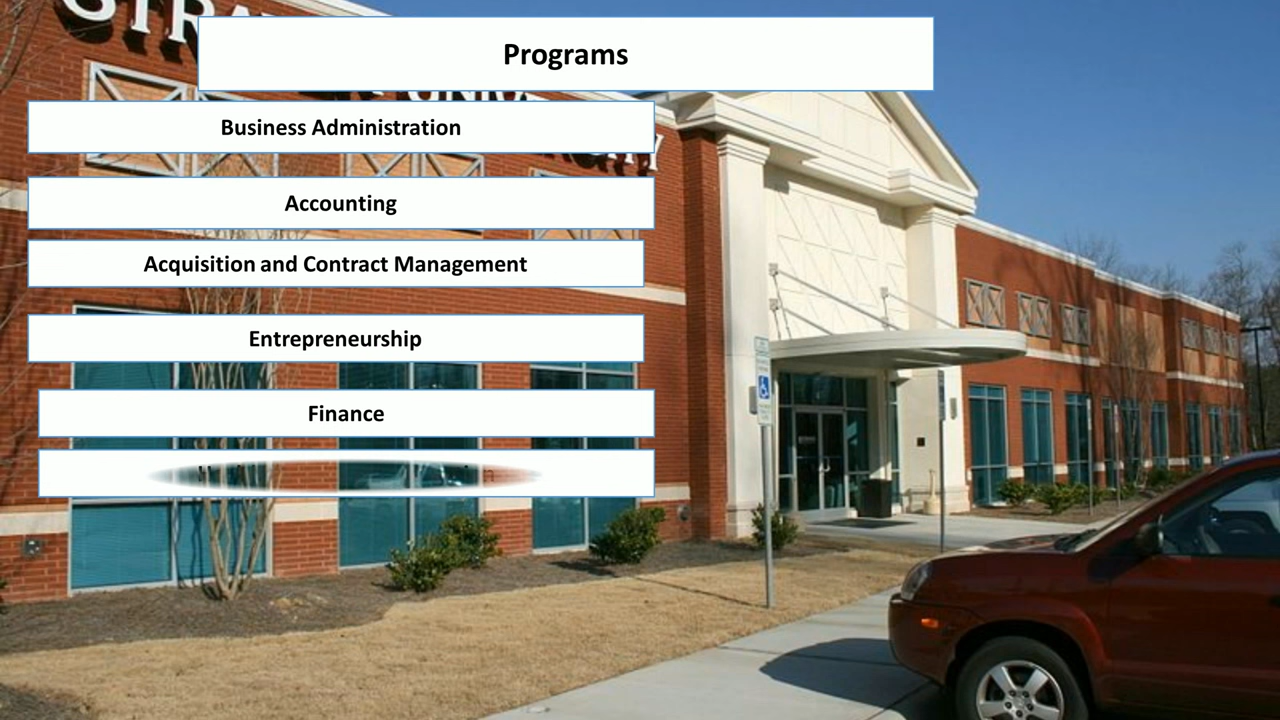 Programs
Business Administration
Accounting
Acquisition and Contract Management
Entrepreneurship
Finance